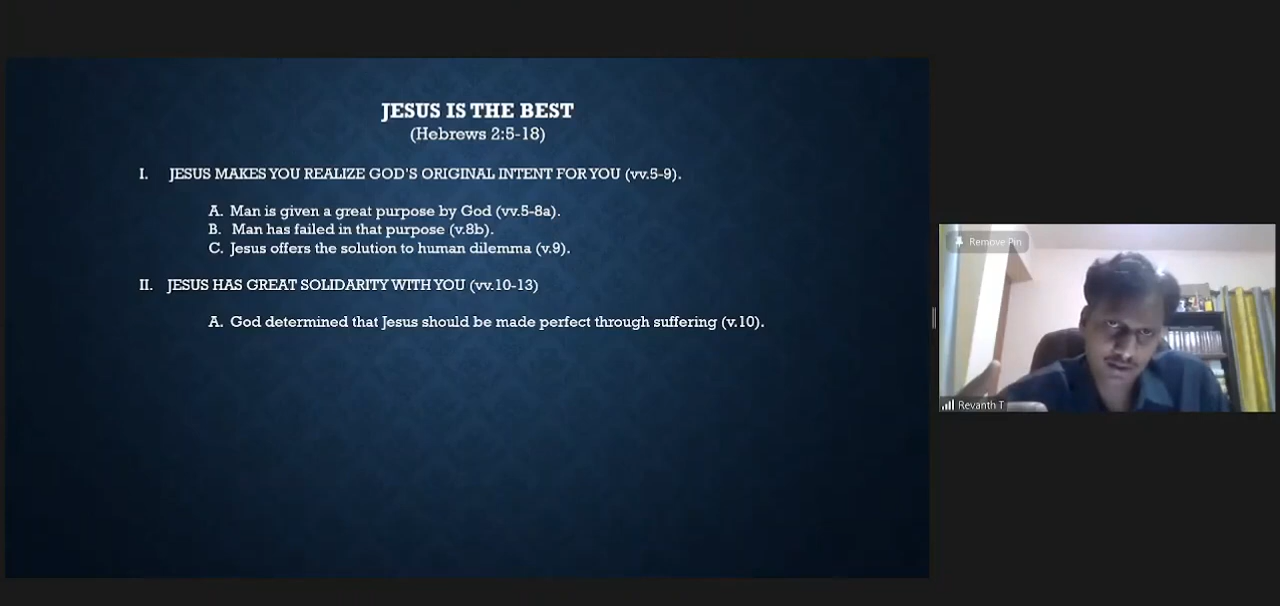 JESUS IS THE BEST
(Hebrews 2:5-18)
I. JESUS MAKES YOU REALIZE GOD'S ORIGINAL INTENT FOR YOU (vv.5-9).
A. Man is given a great purpose by God (vv.5-8a).
B. Man has failed in that purpose (v.8b).
C. Jesus offers the solution to human dilemma (v.9).
II. JESUS HAS GREAT SOLIDARITY WITH YOU (vv.10-13)
A. God determined that Jesus should be made perfect through suffering (v.10).
Remove Pin
Revanth T